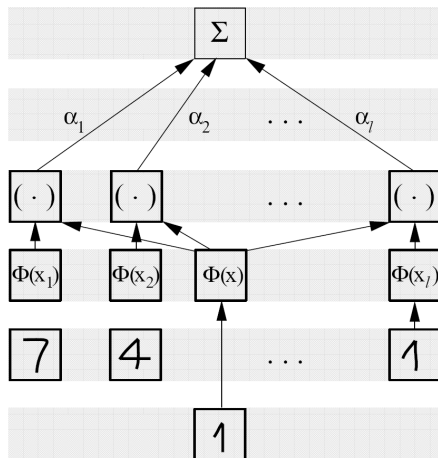 Σ
α₁ α₂ ... αₗ
(·) (·) ... (·)
Φ(x₁) Φ(x₂) Φ(x) Φ(xₗ)
7 4 ... 1
1